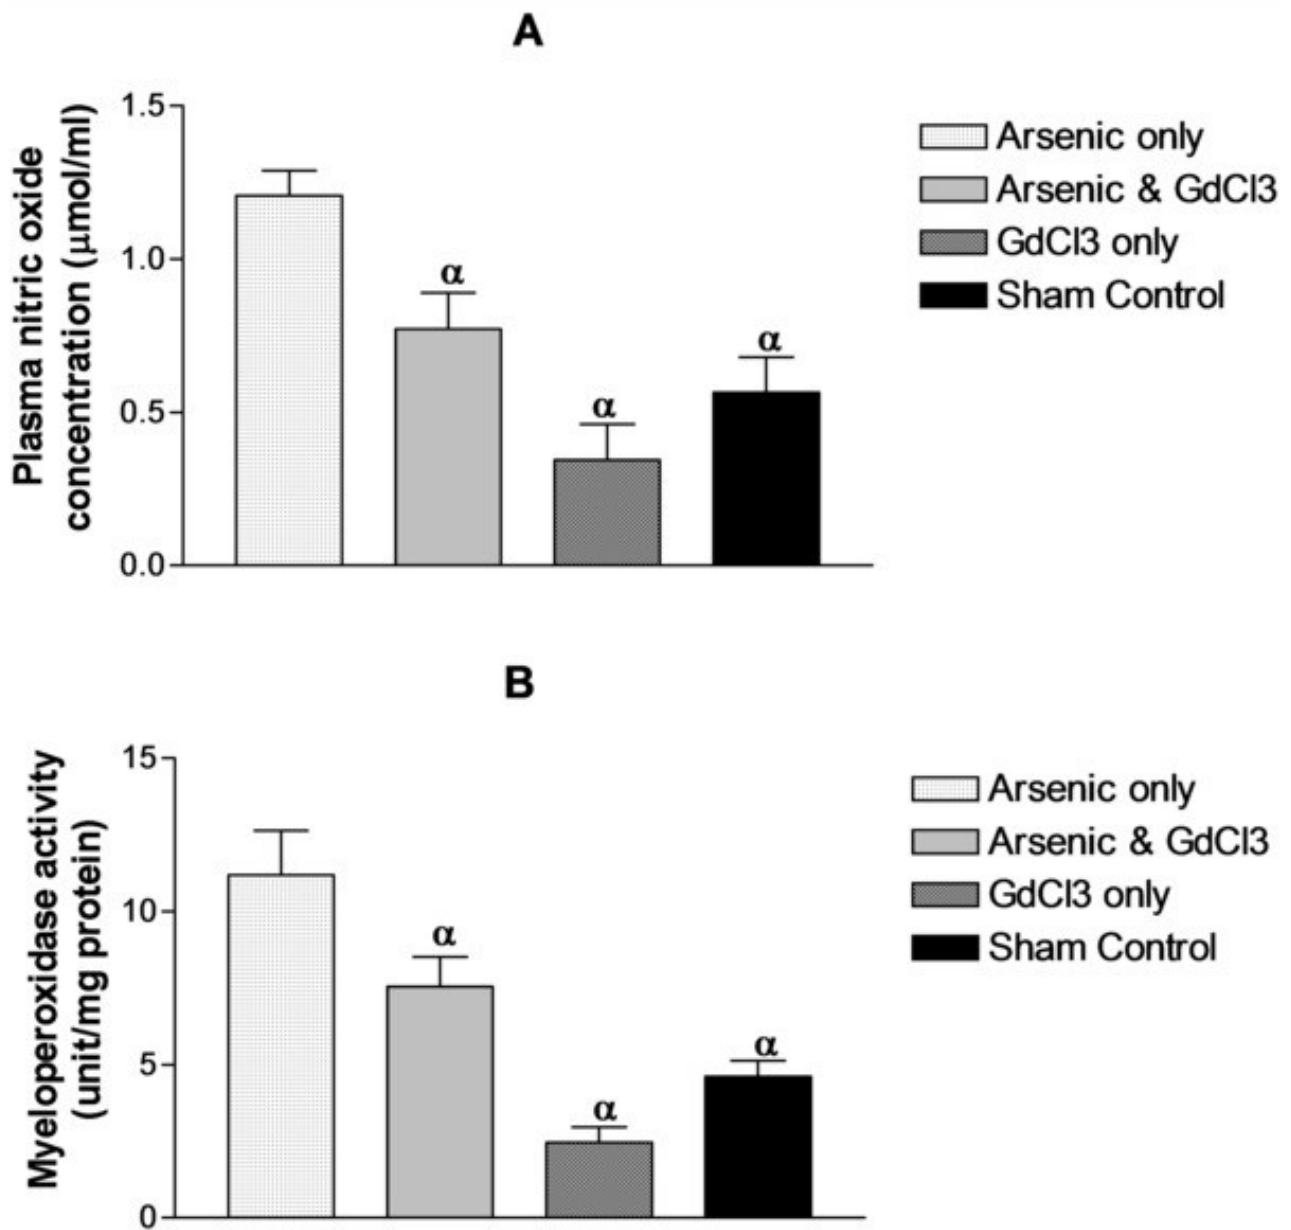 A
Plasma nitric oxide
concentration (μmol/ml)
1.5
1.0
0.5
0.0
α
α
α
Arsenic only
Arsenic & GdCl3
GdCl3 only
Sham Control
B
Myeloperoxidase activity
(unit/mg protein)
15
10
5
0
α
α
α
Arsenic only
Arsenic & GdCl3
GdCl3 only
Sham Control